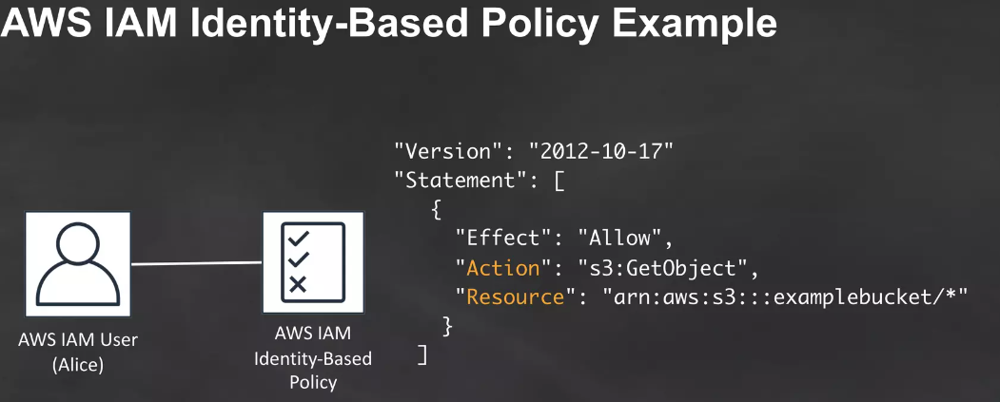 AWS IAM Identity-Based Policy Example
"Version": "2012-10-17"
"Statement": [
{
"Effect": "Allow",
"Action": "s3:GetObject",
"Resource": "arn:aws:s3:::examplebucket/*"
}
]
AWS IAM User
(Alice)
AWS IAM
Identity-Based
Policy